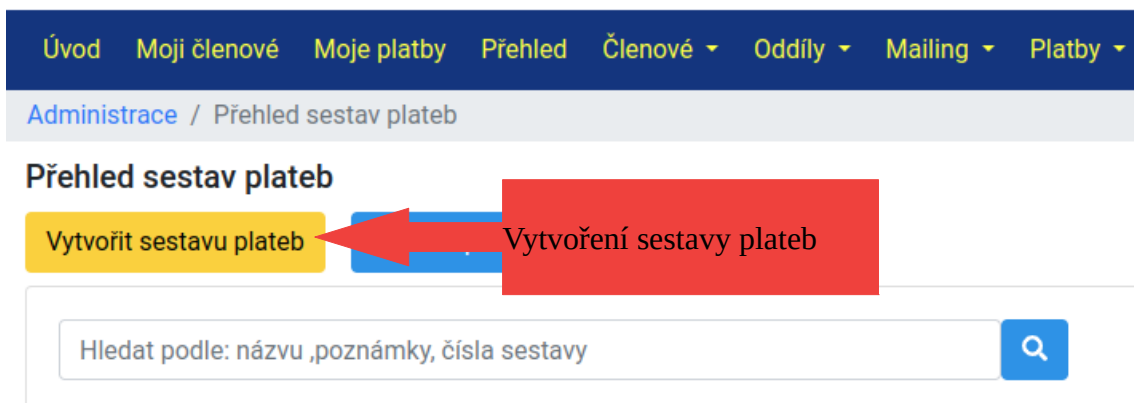 Úvod Moji členové Moje platby Přehled Členové Oddíly Mailing Platby
Administrace / Přehled sestav plateb
Přehled sestav plateb
Vytvořit sestavu plateb Vytvoření sestavy plateb
Hledat podle: názvu ,poznámky, čísla sestavy